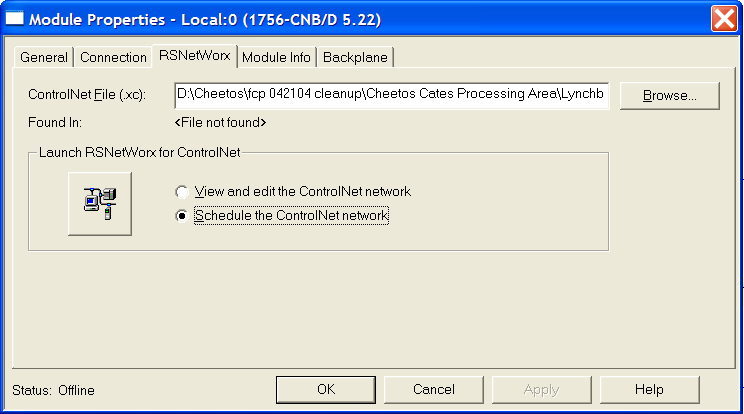 Module Properties - Local:0 (1756-CNB/D 5.22)
General Connection RSNetWorx Module Info Backplane
ControlNet File (.xc): D:\Cheetos\fcp 042104 cleanup\Cheetos Cates Processing Area\Lynchb Browse...
Found In: <File not found>
Launch RSNetWorx for ControlNet
View and edit the ControlNet network
Schedule the ControlNet network
Status: Offline OK Cancel Apply Help